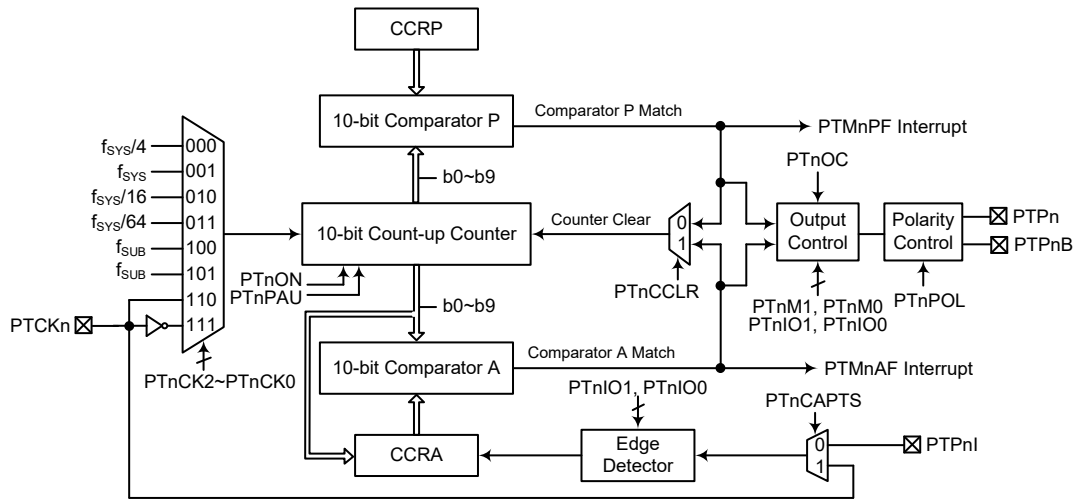 CCRP
10-bit Comparator P
Comparator P Match
PTMnPF Interrupt
fSYS/4
000
fSYS
001
fSYS/16
010
fSYS/64
011
fSUB
100
fSUB
101
110
111
PTCKn
PTnCK2~PTnCK0
b0~b9
10-bit Count-up Counter
PTnON
PTnPAU
Counter Clear
0
1
PTnCCLR
PTnOC
Output
Control
PTnM1, PTnM0
PTnIO1, PTnIO0
Polarity
Control
PTnPOL
PTPn
PTPnB
b0~b9
10-bit Comparator A
Comparator A Match
PTMnAF Interrupt
CCRA
PTnIO1, PTnIO0
Edge
Detector
PTnCAPTS
0
1
PTPnI